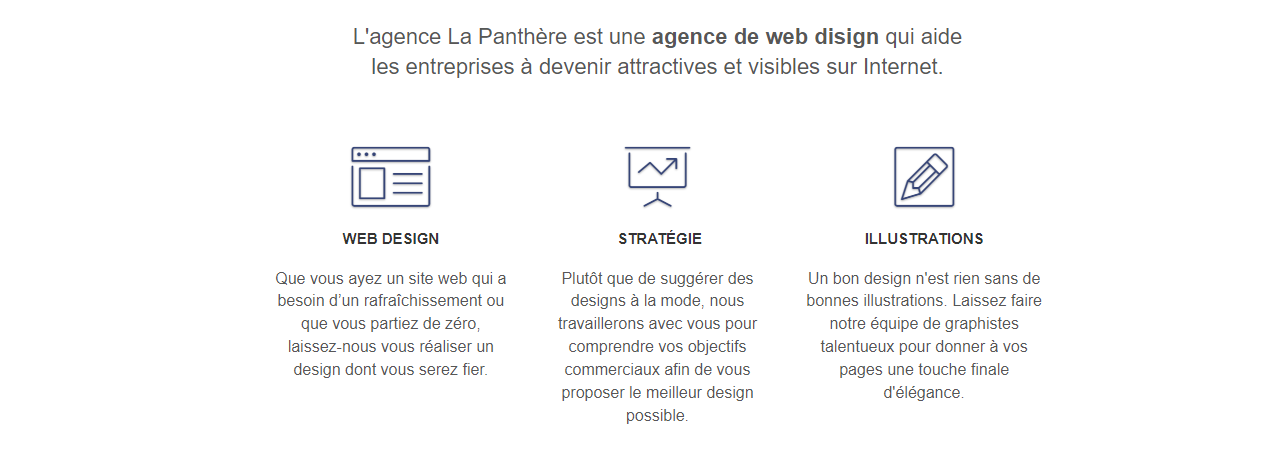 L'agence La Panthère est une agence de web disign qui aide
les entreprises à devenir attractives et visibles sur Internet.
WEB DESIGN
Que vous ayez un site web qui a
besoin d’un rafraîchissement ou
que vous partiez de zéro,
laissez-nous vous réaliser un
design dont vous serez fier.
STRATÉGIE
Plutôt que de suggérer des
designs à la mode, nous
travaillerons avec vous pour
comprendre vos objectifs
commerciaux afin de vous
proposer le meilleur design
possible.
ILLUSTRATIONS
Un bon design n'est rien sans de
bonnes illustrations. Laissez faire
notre équipe de graphistes
talentueux pour donner à vos
pages une touche finale
d'élégance.